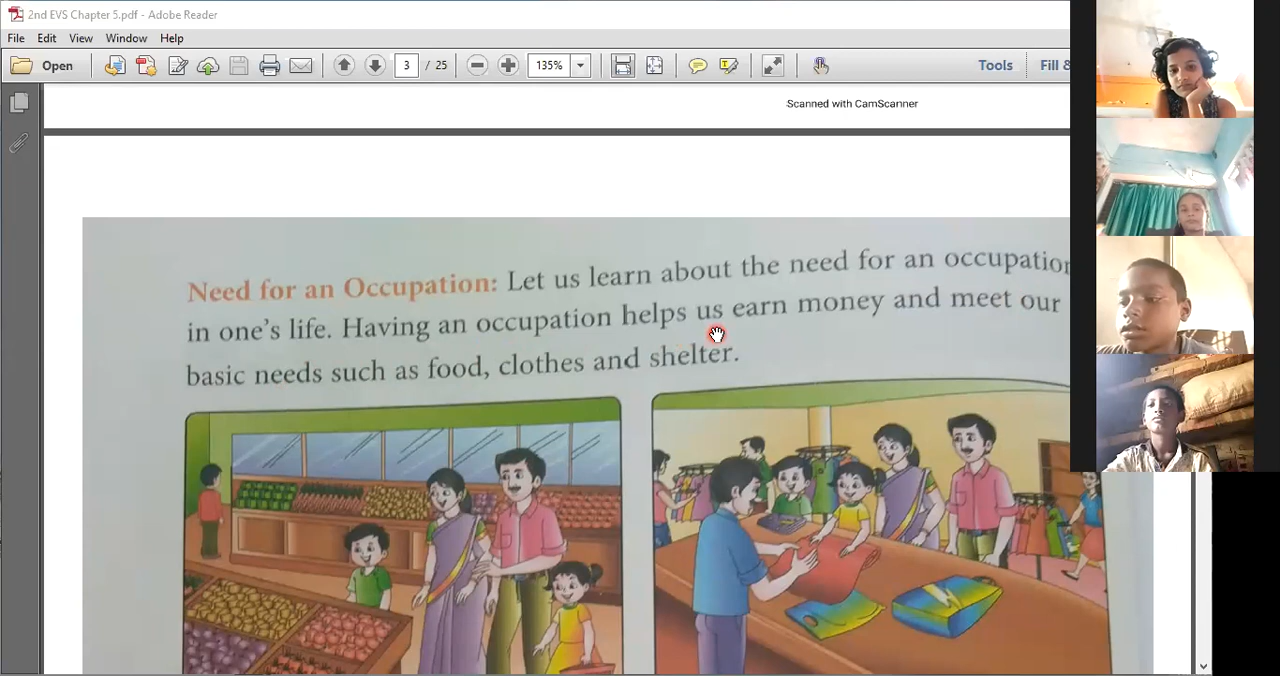 2nd EVS Chapter 5.pdf - Adobe Reader
File Edit View Window Help
Open 3 / 25 135% Tools Fill &
Scanned with CamScanner
Need for an Occupation: Let us learn about the need for an occupation
in one's life. Having an occupation helps us earn money and meet our
basic needs such as food, clothes and shelter.